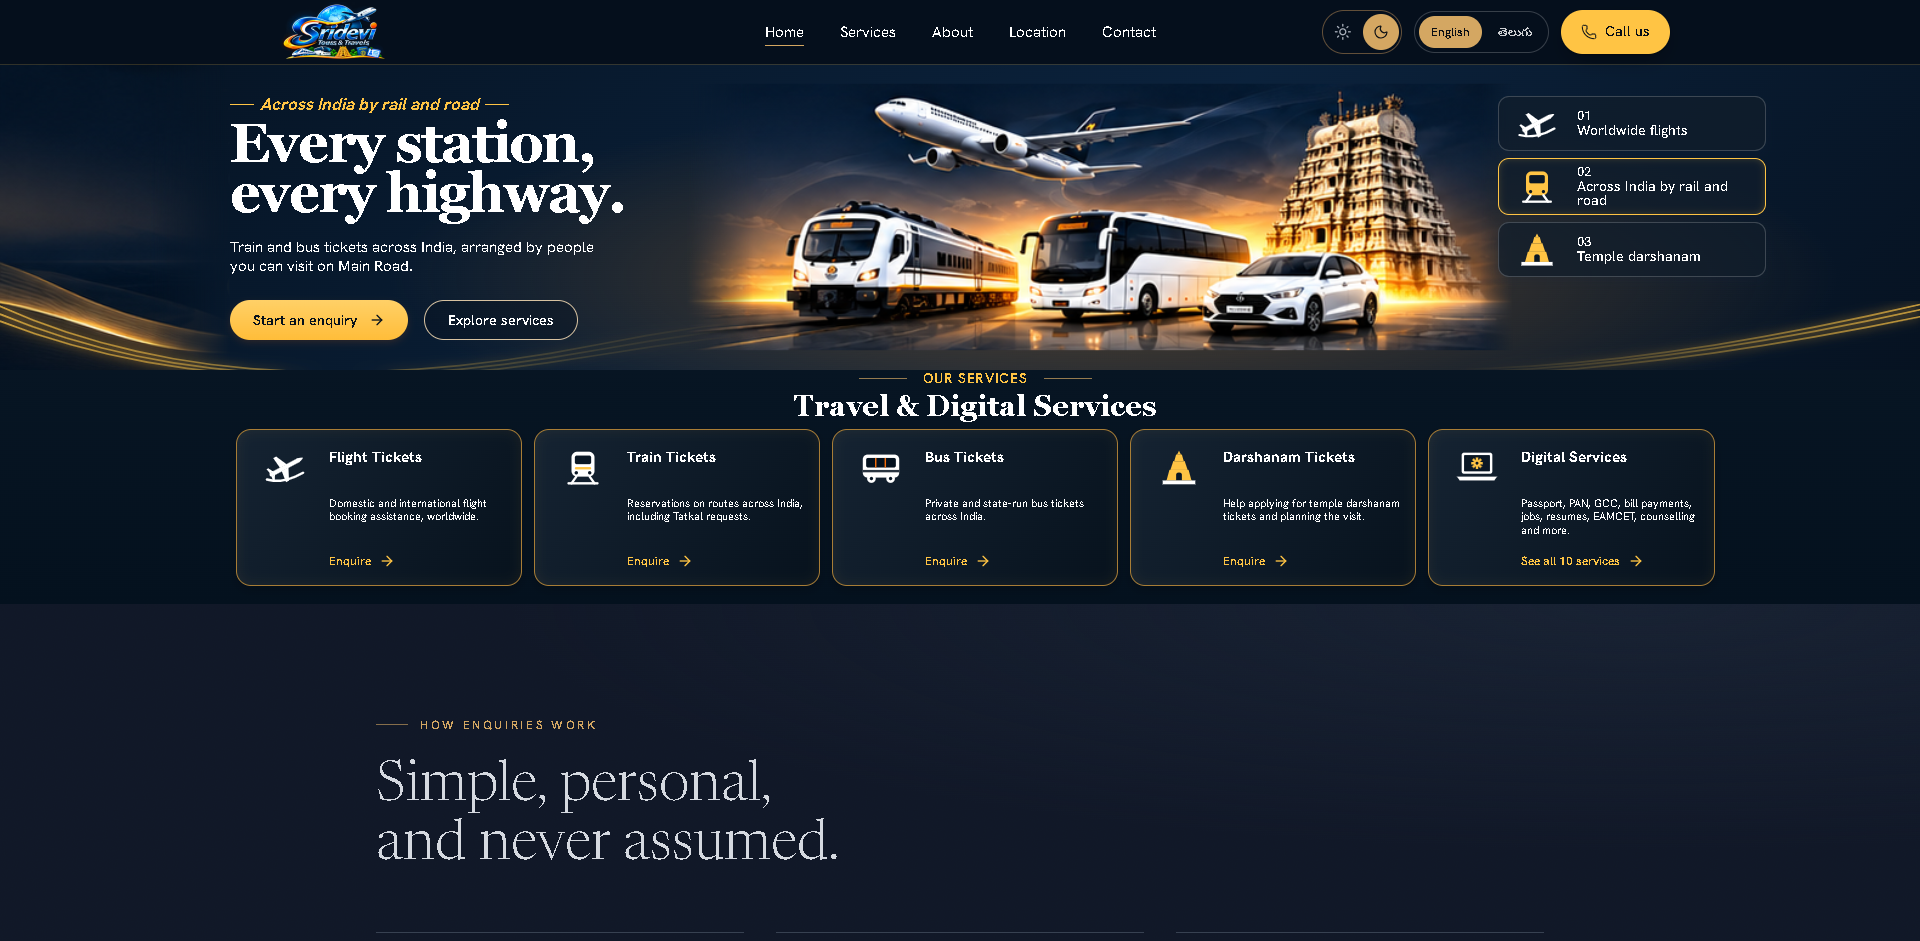 Sridevi
Tours & Travels
Home
Services
About
Location
Contact
English
తెలుగు
Call us
Across India by rail and road
Every station,
every highway.
Train and bus tickets across India, arranged by people
you can visit on Main Road.
Start an enquiry
Explore services
01
Worldwide flights
02
Across India by rail and
road
03
Temple darshanam
OUR SERVICES
Travel & Digital Services
Flight Tickets
Domestic and international flight
booking assistance, worldwide.
Enquire
Train Tickets
Reservations on routes across India,
including Tatkal requests.
Enquire
Bus Tickets
Private and state-run bus tickets
across India.
Enquire
Darshanam Tickets
Help applying for temple darshanam
tickets and planning the visit.
Enquire
Digital Services
Passport, PAN, GCC, bill payments,
jobs, resumes, EAMCET, counselling
and more.
See all 10 services
HOW ENQUIRIES WORK
Simple, personal,
and never assumed.